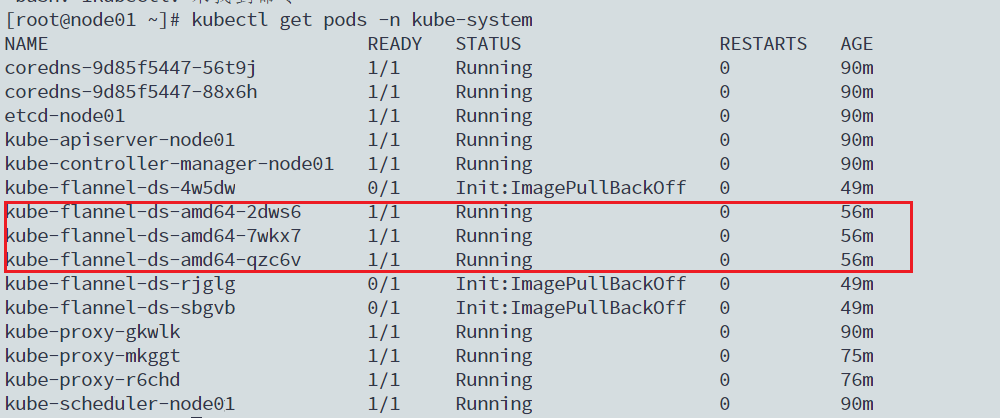 [root@node01 ~]# kubectl get pods -n kube-system
NAME READY STATUS RESTARTS AGE
coredns-9d85f5447-56t9j 1/1 Running 0 90m
coredns-9d85f5447-88x6h 1/1 Running 0 90m
etcd-node01 1/1 Running 0 90m
kube-apiserver-node01 1/1 Running 0 90m
kube-controller-manager-node01 1/1 Running 0 90m
kube-flannel-ds-4w5dw 0/1 Init:ImagePullBackOff 0 49m
kube-flannel-ds-amd64-2dws6 1/1 Running 0 56m
kube-flannel-ds-amd64-7wkx7 1/1 Running 0 56m
kube-flannel-ds-amd64-qzc6v 1/1 Running 0 56m
kube-flannel-ds-rjglg 0/1 Init:ImagePullBackOff 0 49m
kube-flannel-ds-sbgvb 0/1 Init:ImagePullBackOff 0 49m
kube-proxy-gkwlk 1/1 Running 0 90m
kube-proxy-mkggt 1/1 Running 0 75m
kube-proxy-r6chd 1/1 Running 0 76m
kube-scheduler-node01 1/1 Running 0 90m